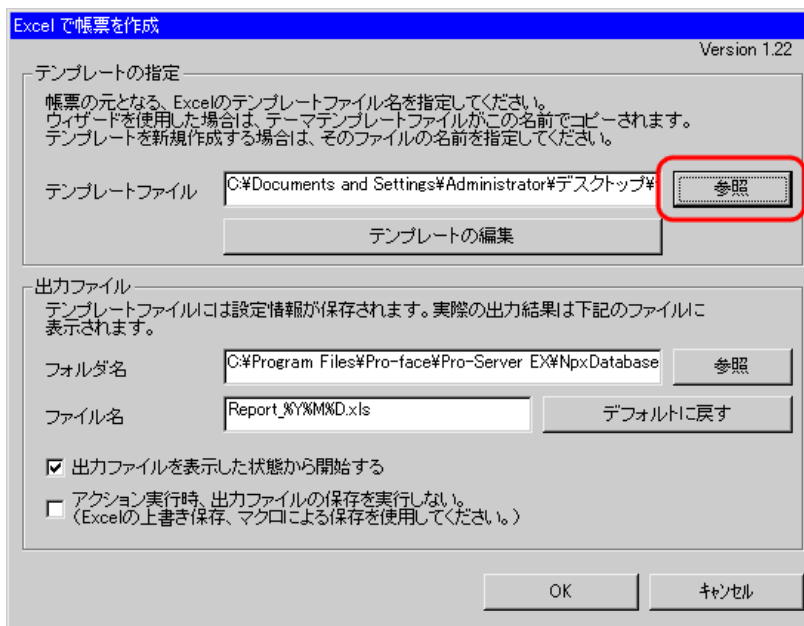 Excel で帳票を作成
Version 1.22
テンプレートの指定
帳票の元となる、Excelのテンプレートファイル名を指定してください。
ウィザードを使用した場合は、テーマテンプレートファイルがこの名前でコピーされます。
テンプレートを新規作成する場合は、そのファイルの名前を指定してください。
テンプレートファイル
C:¥Documents and Settings¥Administrator¥デスクトップ¥
参照
テンプレートの編集
出力ファイル
テンプレートファイルには設定情報が保存されます。実際の出力結果は下記のファイルに
表示されます。
フォルダ名
C:¥Program Files¥Pro-face¥Pro-Server EX¥NpxDatabase
参照
ファイル名
Report_%Y%M%D.xls
デフォルトに戻す
出力ファイルを表示した状態から開始する
アクション実行時、出力ファイルの保存を実行しない。
（Excelの上書き保存、マクロによる保存を使用してください。）
OK
キャンセル